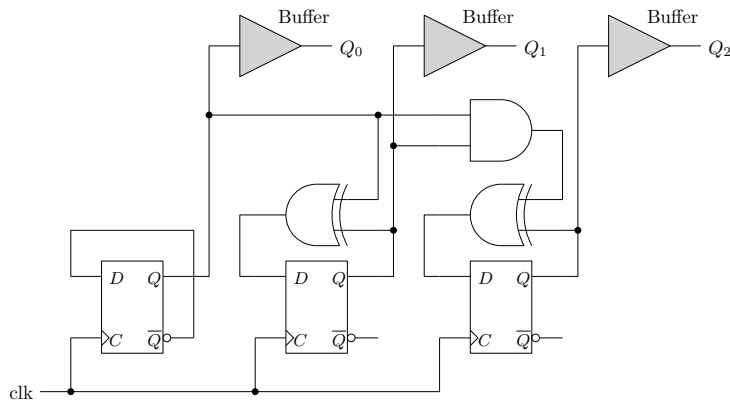 Buffer
Buffer
Buffer
Q₀
Q₁
Q₂
D Q
D Q
D Q
C Q̅
C Q̅
C Q̅
clk